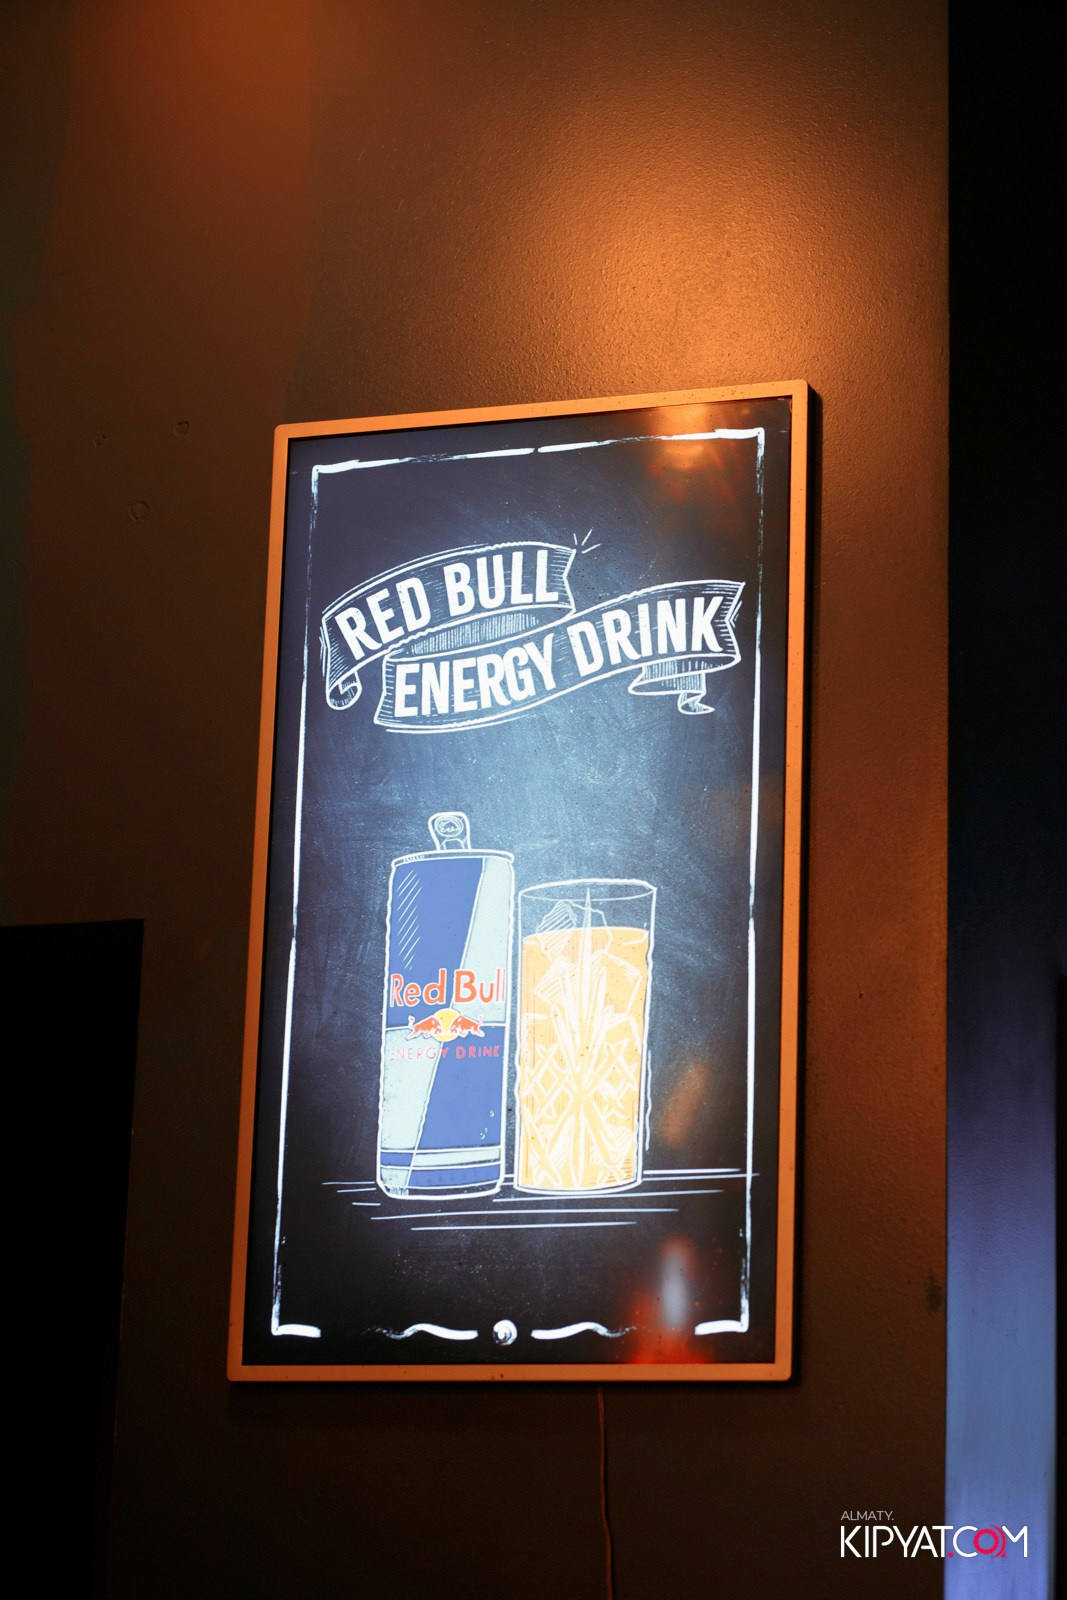 RED BULL
ENERGY DRINK
Red Bull
ENERGY DRINK
ALMATY.
KIPYAT.COM